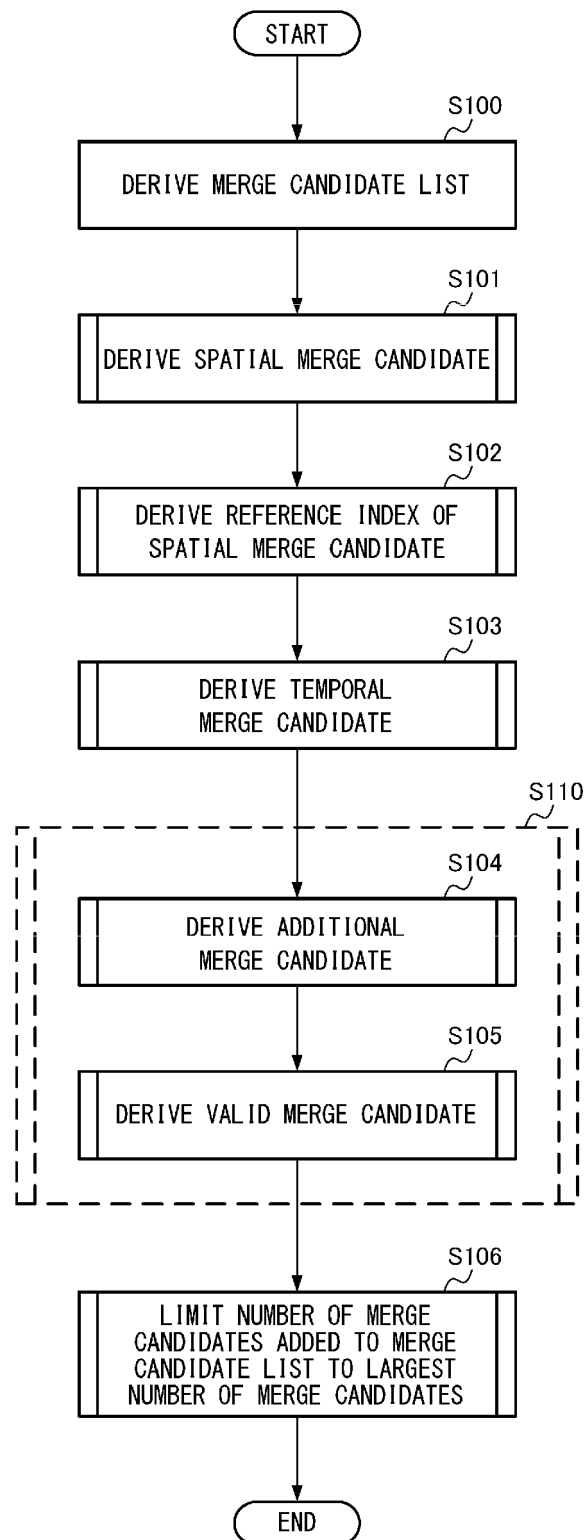 START
S100
DERIVE MERGE CANDIDATE LIST
S101
DERIVE SPATIAL MERGE CANDIDATE
S102
DERIVE REFERENCE INDEX OF
SPATIAL MERGE CANDIDATE
S103
DERIVE TEMPORAL
MERGE CANDIDATE
S110
S104
DERIVE ADDITIONAL
MERGE CANDIDATE
S105
DERIVE VALID MERGE CANDIDATE
S106
LIMIT NUMBER OF MERGE
CANDIDATES ADDED TO MERGE
CANDIDATE LIST TO LARGEST
NUMBER OF MERGE CANDIDATES
END